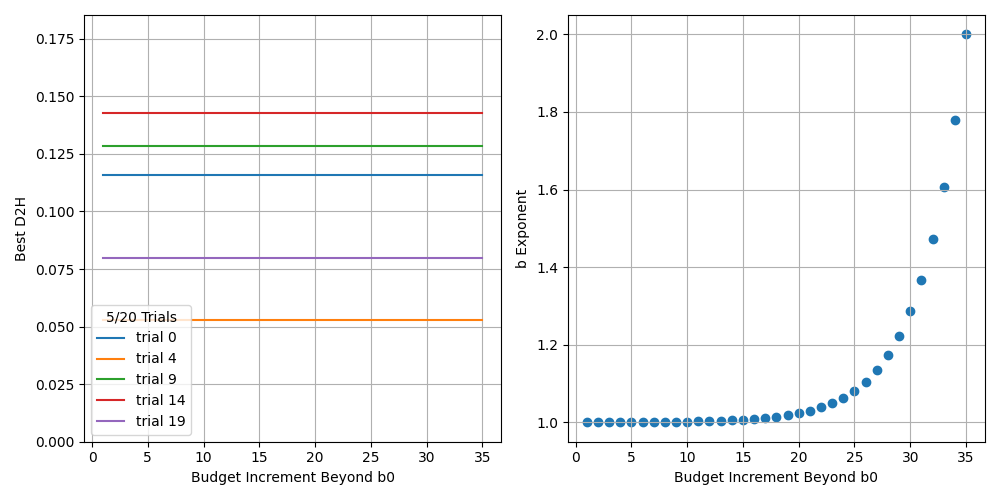 0.175
0.150
0.125
0.100
0.075
0.050
0.025
0.000
Best D2H
5/20 Trials
trial 0
trial 4
trial 9
trial 14
trial 19
0 5 10 15 20 25 30 35
Budget Increment Beyond b0
2.0
1.8
1.6
1.4
1.2
1.0
b Exponent
0 5 10 15 20 25 30 35
Budget Increment Beyond b0